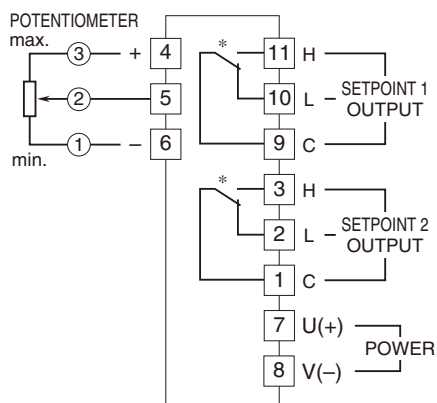 POTENTIOMETER
max.
3 + 4
2 5
1 – 6
min.
* 11 H
10 L SETPOINT 1
OUTPUT
9 C
* 3 H
2 L SETPOINT 2
OUTPUT
1 C
7 U(+)
POWER
8 V(–)